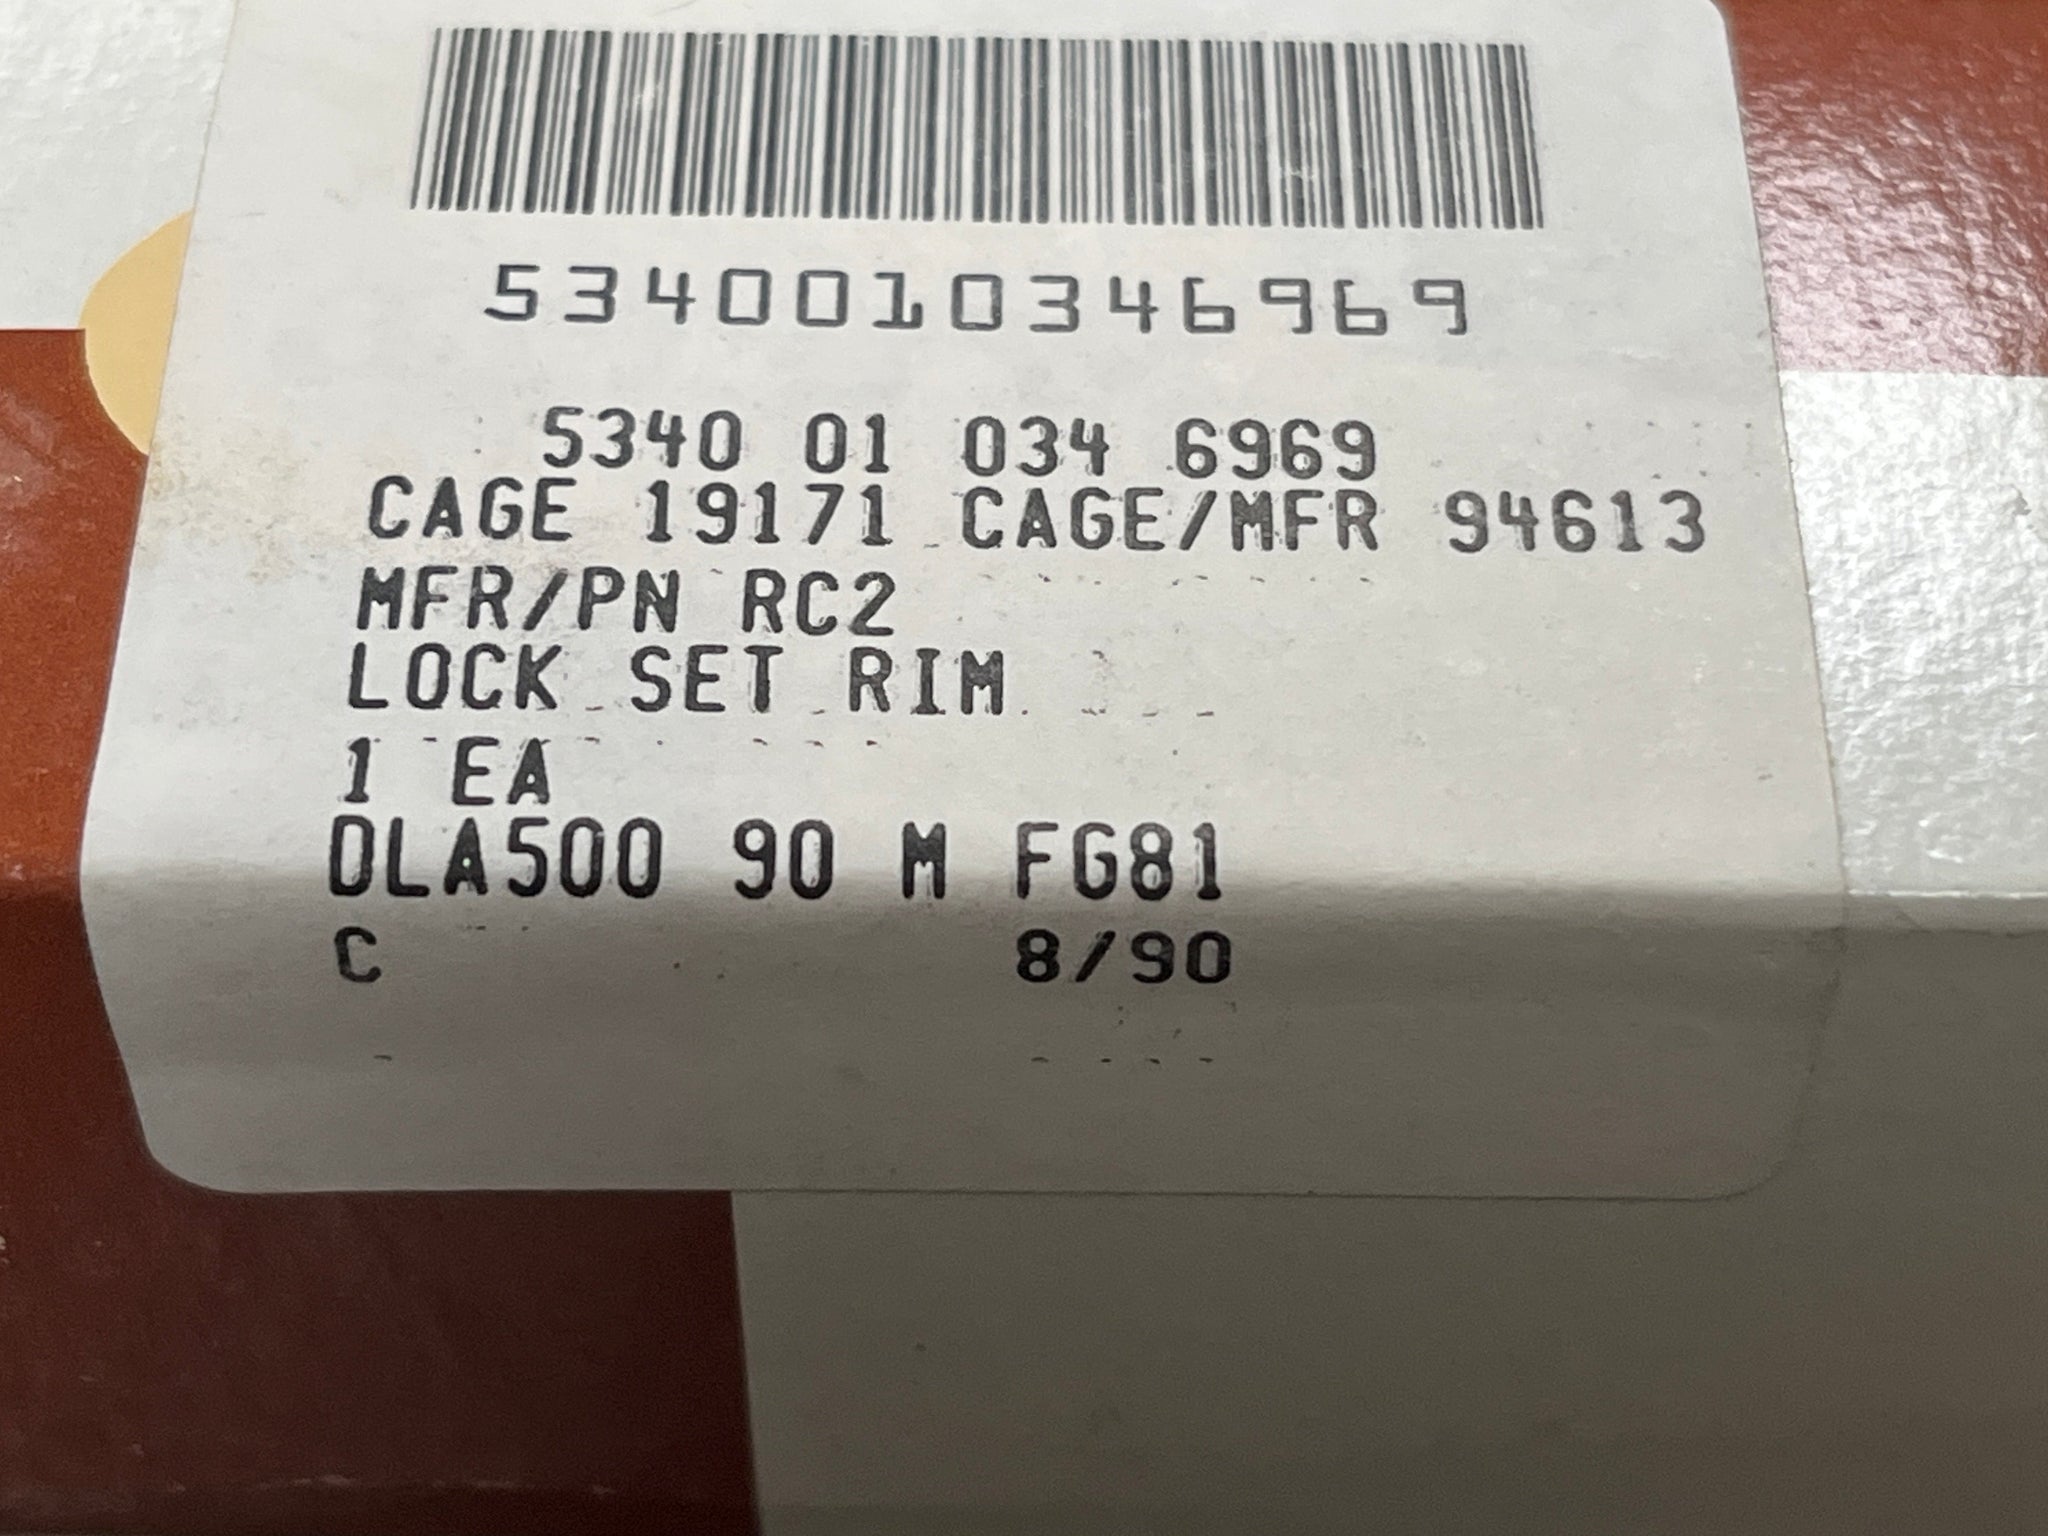 5340010346969
5340 01 034 6969
CAGE 19171 CAGE/MFR 94613
MFR/PN RC2
LOCK SET RIM
1 EA
DLA500 90 M FG81
C 8/90